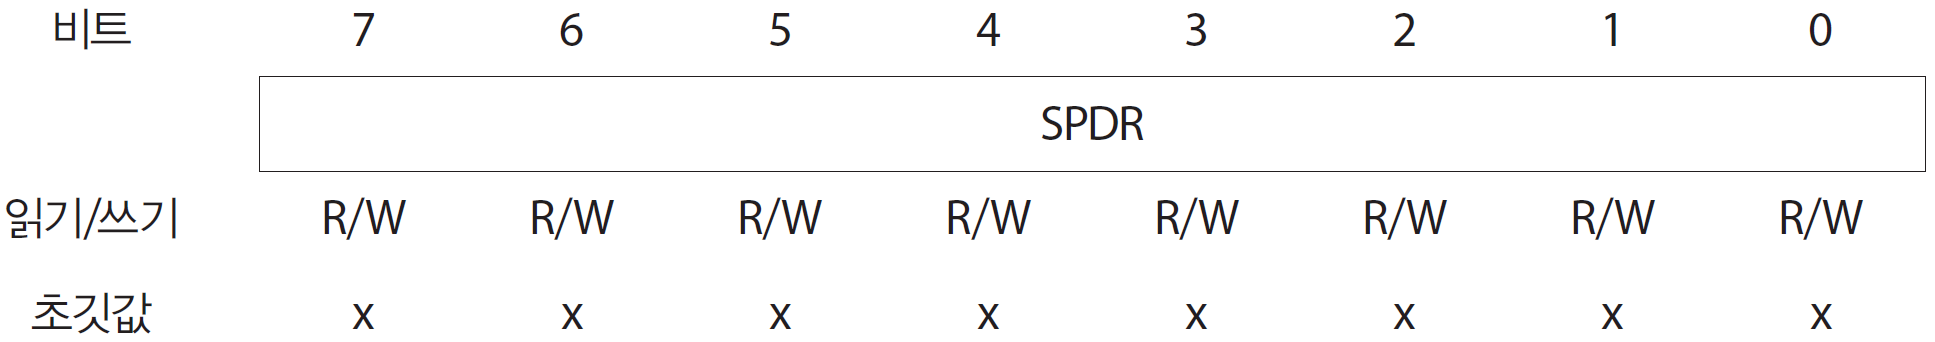 비트 7 6 5 4 3 2 1 0
SPDR
읽기/쓰기 R/W R/W R/W R/W R/W R/W R/W R/W
초깃값 x x x x x x x x